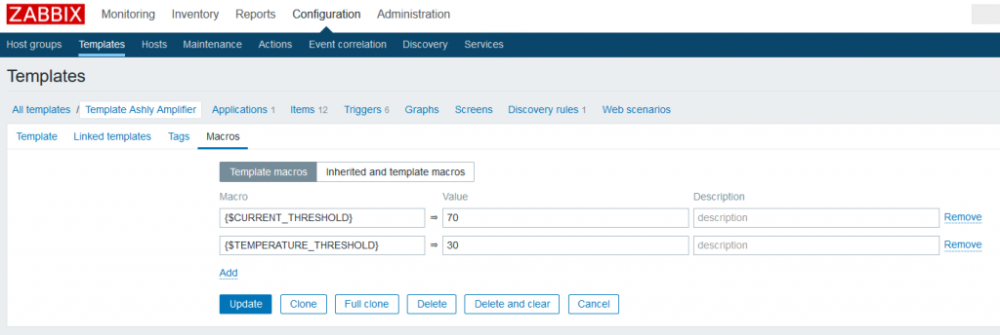 ZABBIX Monitoring Inventory Reports Configuration Administration
Host groups Templates Hosts Maintenance Actions Event correlation Discovery Services
Templates
All templates / Template Ashly Amplifier Applications 1 Items 12 Triggers 6 Graphs Screens Discovery rules 1 Web scenarios
Template Linked templates Tags Macros
Template macros Inherited and template macros
Macro Value Description
{$CURRENT_THRESHOLD} ⇒ 70 description Remove
{$TEMPERATURE_THRESHOLD} ⇒ 30 description Remove
Add
Update Clone Full clone Delete Delete and clear Cancel